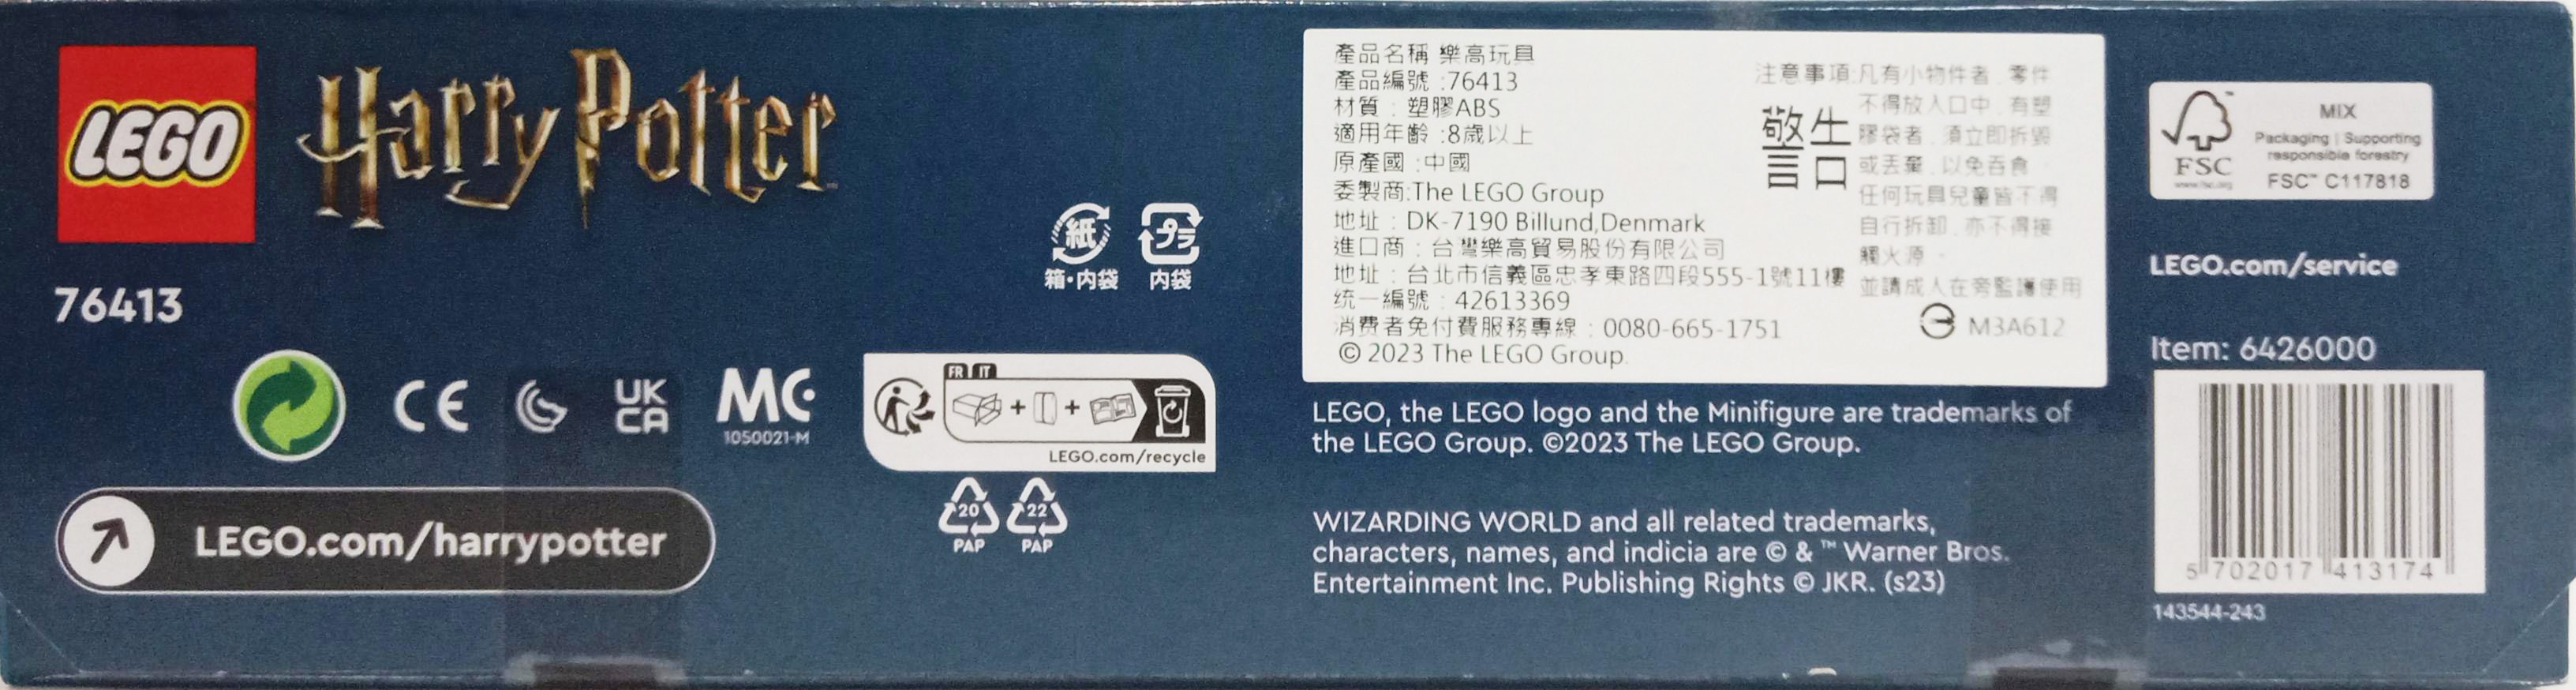 LEGO
Harry Potter
76413
CE
UK
CA
MC
1050021-M
LEGO.com/harrypotter
紙
箱・内袋
プラ
内袋
FR IT
LEGO.com/recycle
20
PAP
22
PAP
產品名稱 樂高玩具
產品編號 :76413
材質 : 塑膠ABS
適用年齡 :8歲以上
原產國 :中國
委製商:The LEGO Group
地址 : DK-7190 Billund,Denmark
進口商 : 台灣樂高貿易股份有限公司
地址 : 台北市信義區忠孝東路四段555-1號11樓
统一編號 : 42613369
消费者免付費服務專線 : 0080-665-1751
© 2023 The LEGO Group.
警告
注意事項:凡有小物件者.零件
不得放入口中.有塑
膠袋者.須立即拆毀
或丟棄.以免吞食.
任何玩具兒童皆不得
自行拆卸.亦不得接
觸火源.
並請成人在旁監護使用
M3A612
LEGO, the LEGO logo and the Minifigure are trademarks of
the LEGO Group. ©2023 The LEGO Group.
WIZARDING WORLD and all related trademarks,
characters, names, and indicia are © & ™ Warner Bros.
Entertainment Inc. Publishing Rights © JKR. (s23)
FSC
www.fsc.org
MIX
Packaging | Supporting
responsible forestry
FSC™ C117818
LEGO.com/service
Item: 6426000
5 702017 413174
143544-243